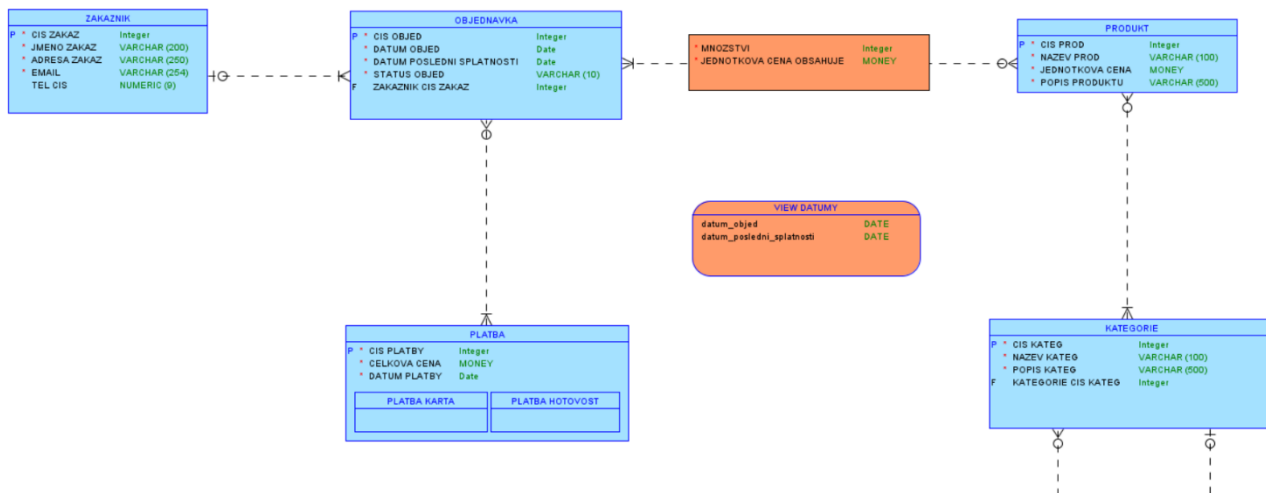 ZAKAZNIK
P * CIS ZAKAZ Integer
* JMENO ZAKAZ VARCHAR (200)
* ADRESA ZAKAZ VARCHAR (250)
* EMAIL VARCHAR (254)
TEL CIS NUMERIC (9)
OBJEDNAVKA
P * CIS OBJED Integer
* DATUM OBJED Date
* DATUM POSLEDNI SPLATNOSTI Date
* STATUS OBJED VARCHAR (10)
F ZAKAZNIK CIS ZAKAZ Integer
* MNOZSTVI Integer
* JEDNOTKOVA CENA OBSAHUJE MONEY
PRODUKT
P * CIS PROD Integer
* NAZEV PROD VARCHAR (100)
* JEDNOTKOVA CENA MONEY
* POPIS PRODUKTU VARCHAR (500)
VIEW DATUMY
datum_objed DATE
datum_posledni_splatnosti DATE
PLATBA
P * CIS PLATBY Integer
* CELKOVA CENA MONEY
* DATUM PLATBY Date
PLATBA KARTA
PLATBA HOTOVOST
KATEGORIE
P * CIS KATEG Integer
* NAZEV KATEG VARCHAR (100)
* POPIS KATEG VARCHAR (500)
F KATEGORIE CIS KATEG Integer